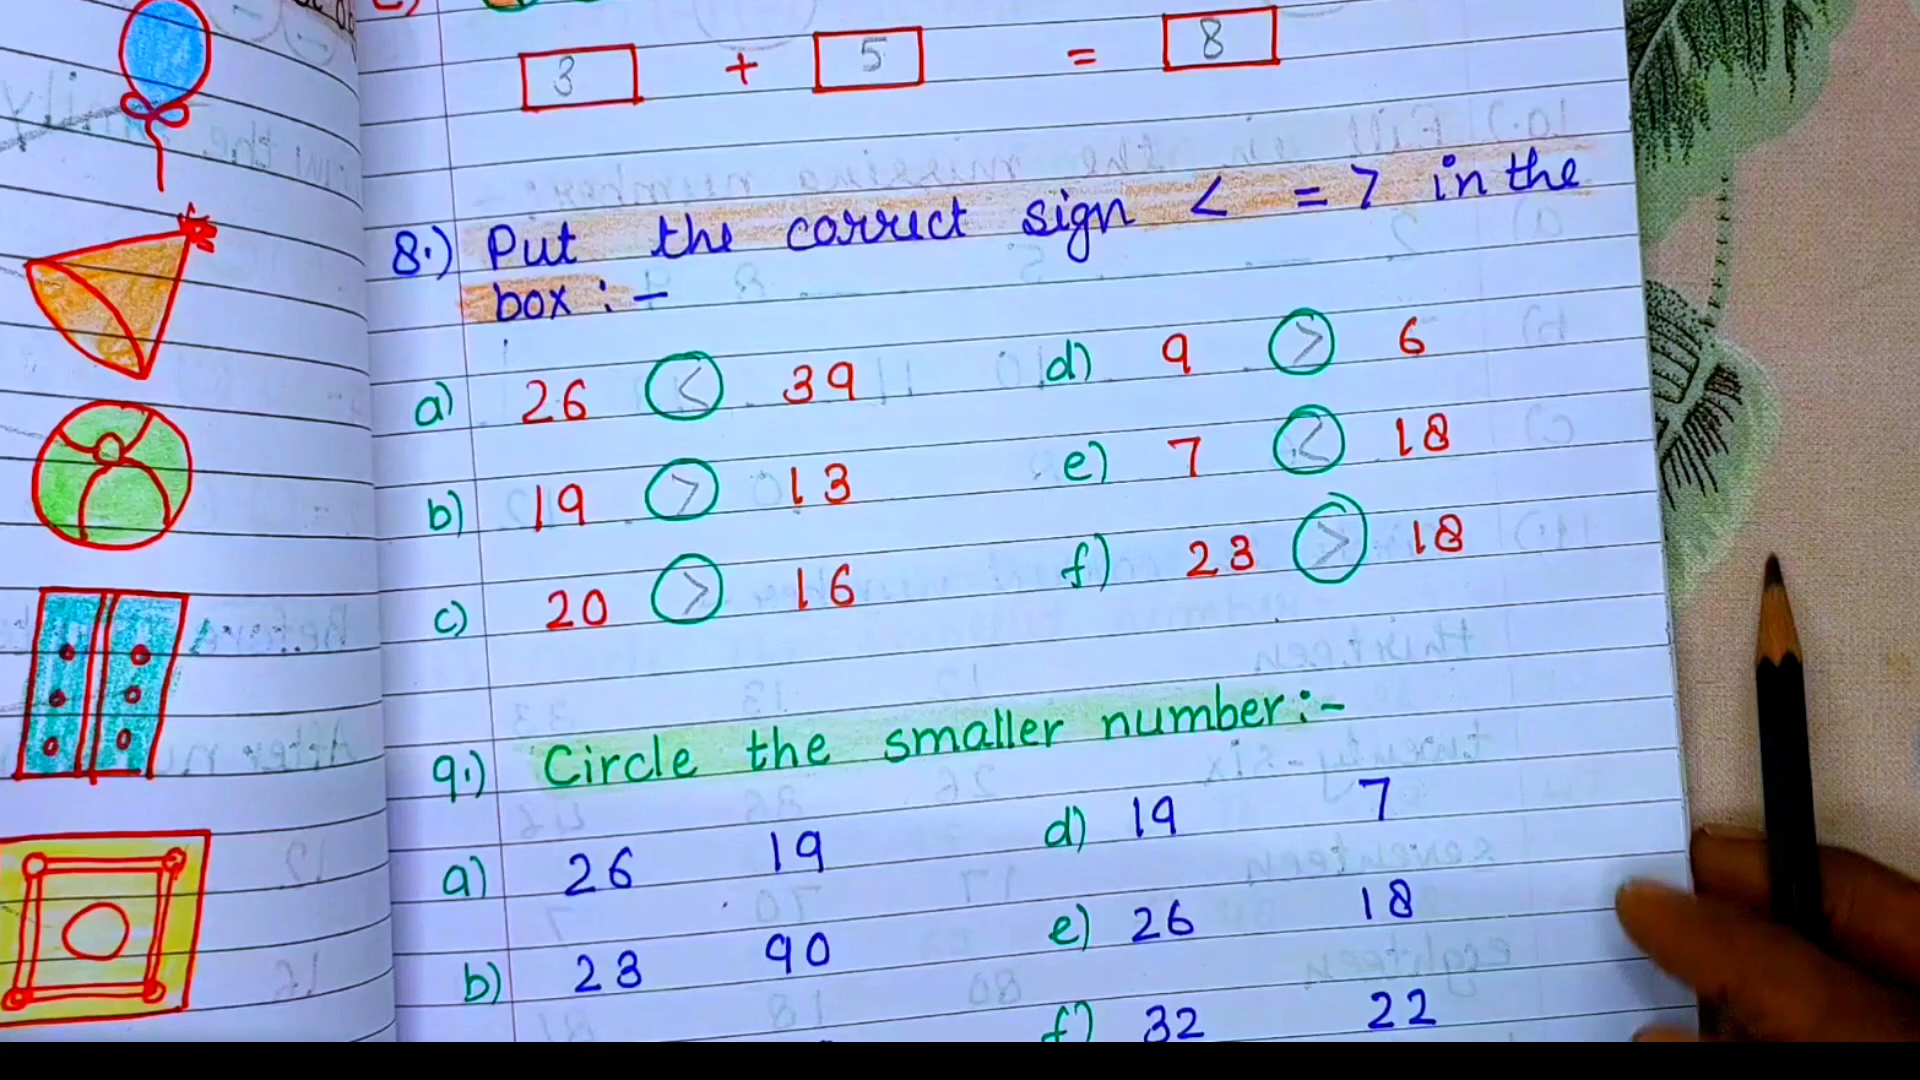 3 + 5 = 8
8.) Put the correct sign < = > in the
box :-
a) 26 < 39
d) 9 > 6
b) 19 > 13
e) 7 < 18
c) 20 > 16
f) 23 > 18
9.) Circle the smaller number :-
a) 26 19
d) 19 7
b) 23 90
e) 26 18
f) 32 22